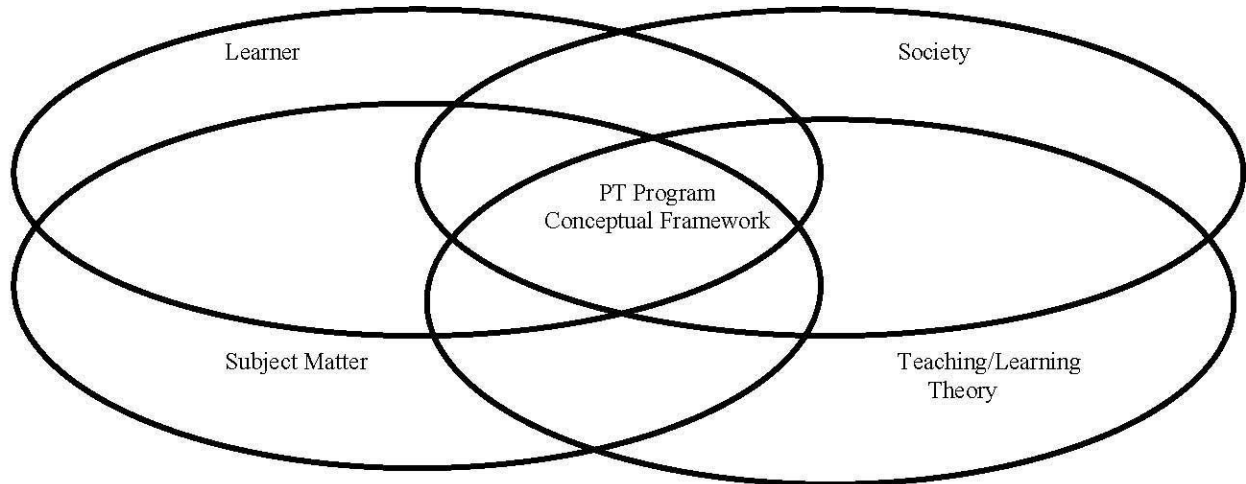 Learner
Society
PT Program
Conceptual Framework
Subject Matter
Teaching/Learning
Theory